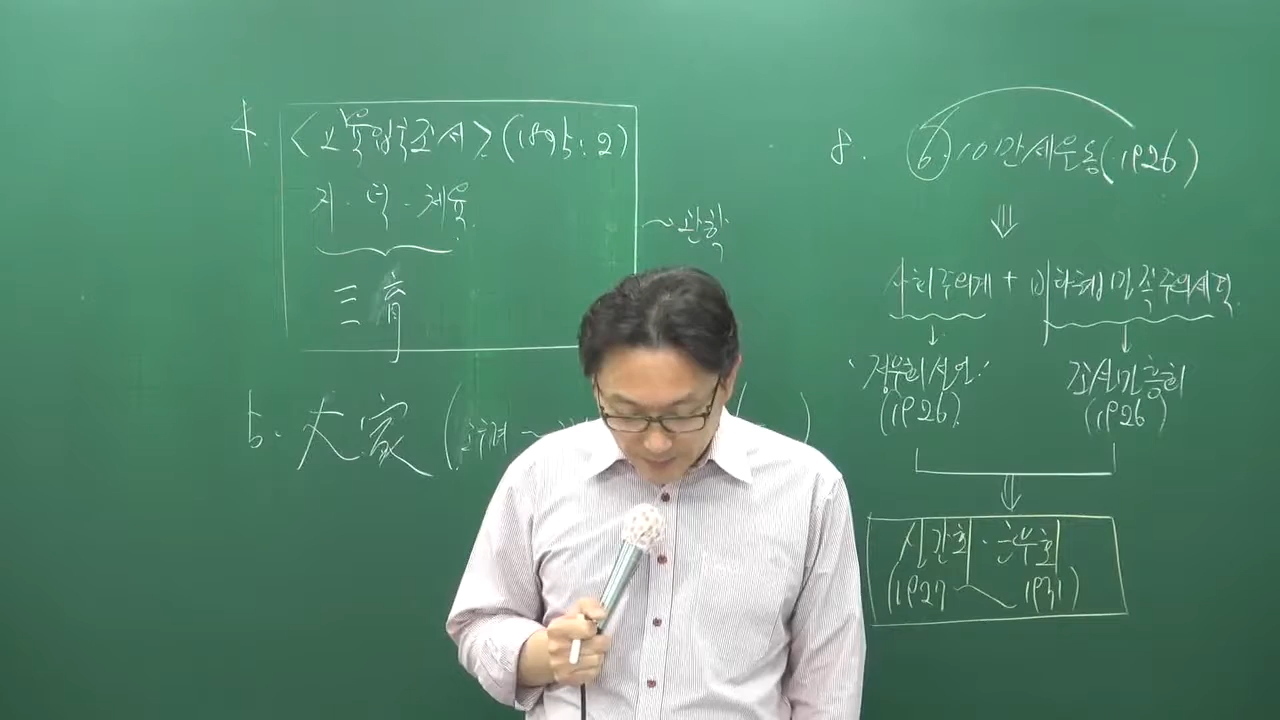 4. <교육입국조서> (1895. 2)
지·덕·체육
三育
~관학
5. 大家 (
8. 6.10만세운동(1926)
⇓
사회주의계 + 비타협 민족주의세력
↓ ↓
'정우회선언' 조선민흥회
(1926) (1926)
⇓
신간회·근우회
(1927 ~ 1931)